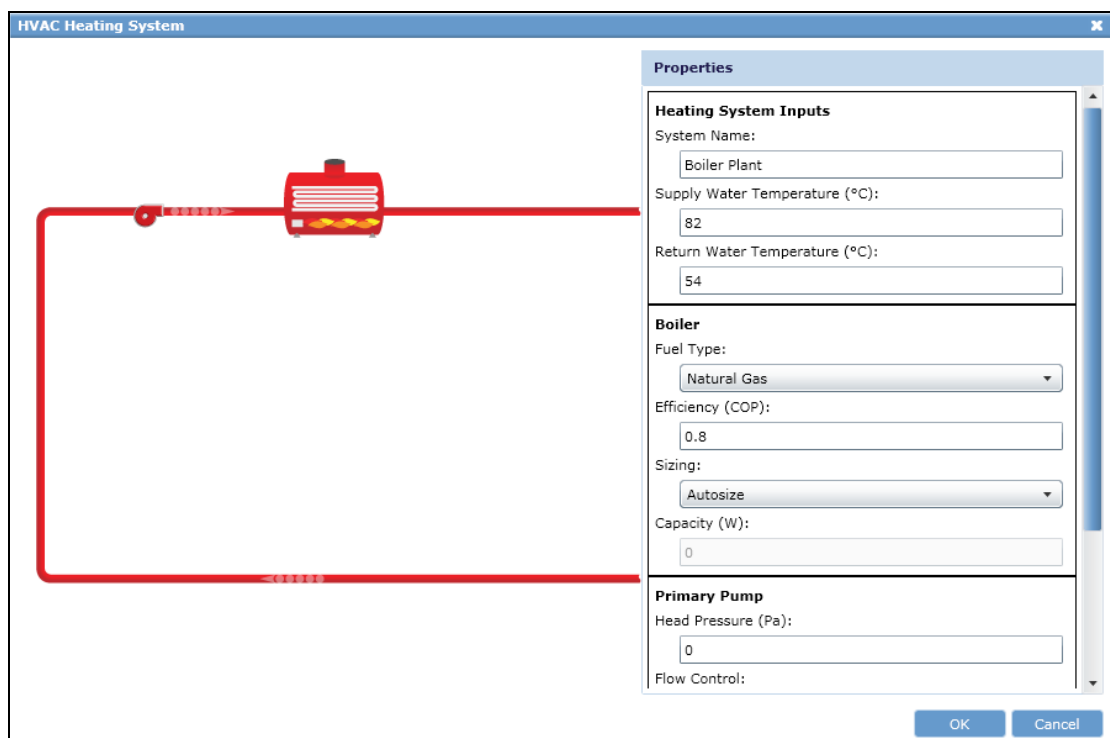 HVAC Heating System
Properties
Heating System Inputs
System Name:
Boiler Plant
Supply Water Temperature (°C):
82
Return Water Temperature (°C):
54
Boiler
Fuel Type:
Natural Gas
Efficiency (COP):
0.8
Sizing:
Autosize
Capacity (W):
0
Primary Pump
Head Pressure (Pa):
0
Flow Control:
OK Cancel